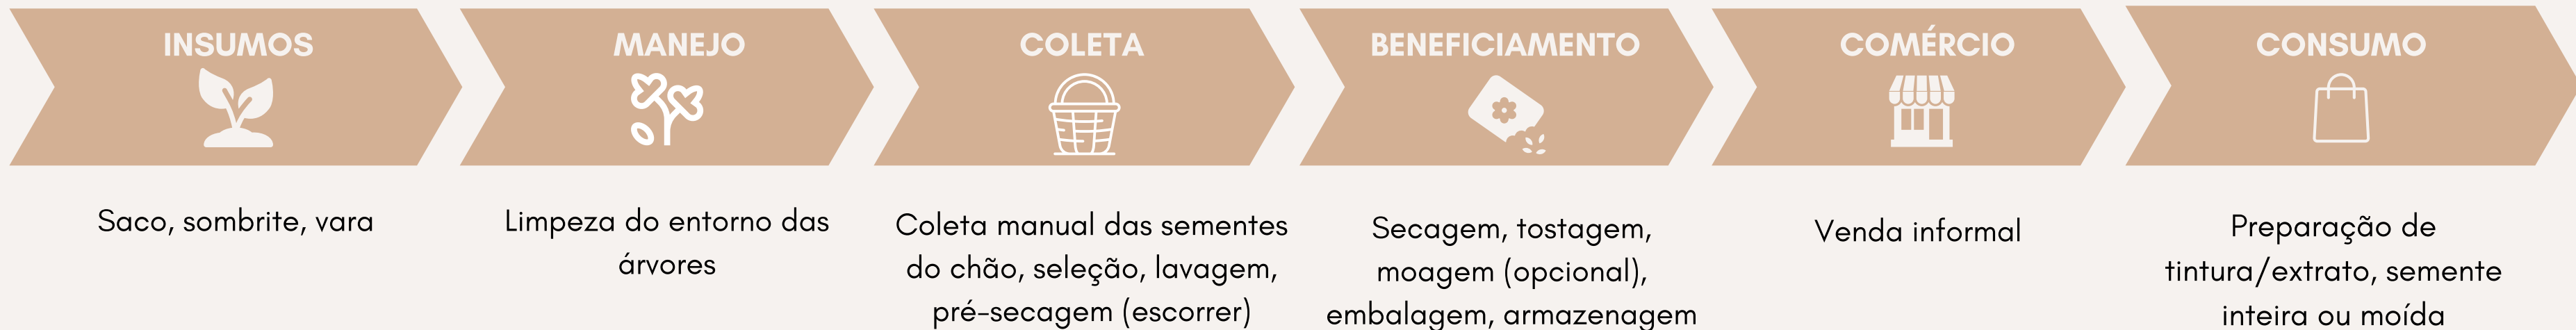 INSUMOS
Saco, sombrite, vara
MANEJO
Limpeza do entorno das
árvores
COLETA
Coleta manual das sementes
do chão, seleção, lavagem,
pré-secagem (escorrer)
BENEFICIAMENTO
Secagem, tostagem,
moagem (opcional),
embalagem, armazenagem
COMÉRCIO
Venda informal
CONSUMO
Preparação de
tintura/extrato, semente
inteira ou moída